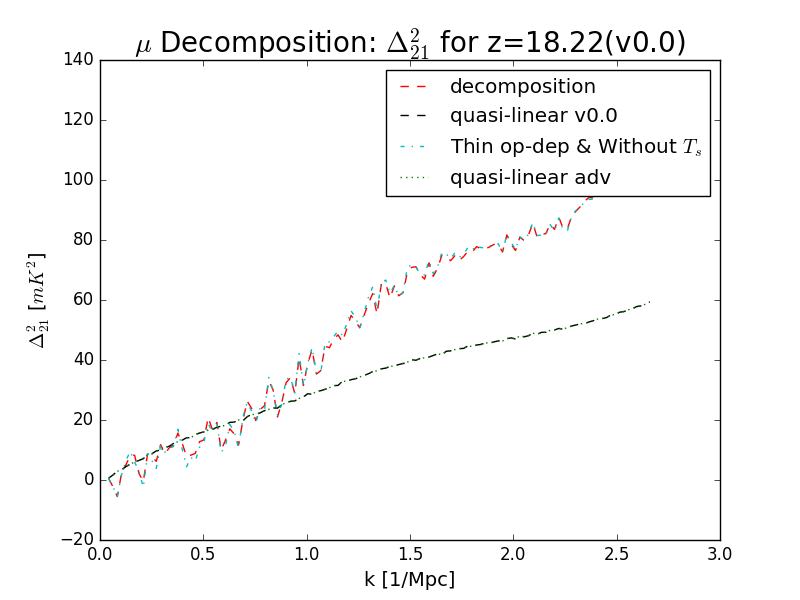 μ Decomposition: Δ²₂₁ for z=18.22(v0.0)
decomposition
quasi-linear v0.0
Thin op-dep & Without Tₛ
quasi-linear adv
140
120
100
80
60
40
20
0
−20
Δ²₂₁ [mK²]
0.0 0.5 1.0 1.5 2.0 2.5 3.0
k [1/Mpc]